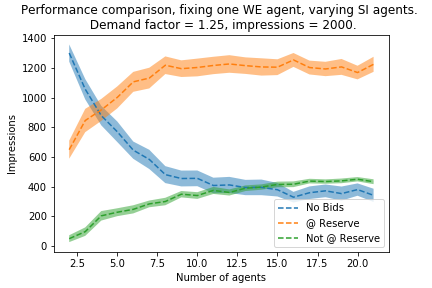 Performance comparison, fixing one WE agent, varying SI agents.
Demand factor = 1.25, impressions = 2000.
1400
1200
1000
800
600
400
200
0
Impressions
No Bids
@ Reserve
Not @ Reserve
2.5 5.0 7.5 10.0 12.5 15.0 17.5 20.0
Number of agents